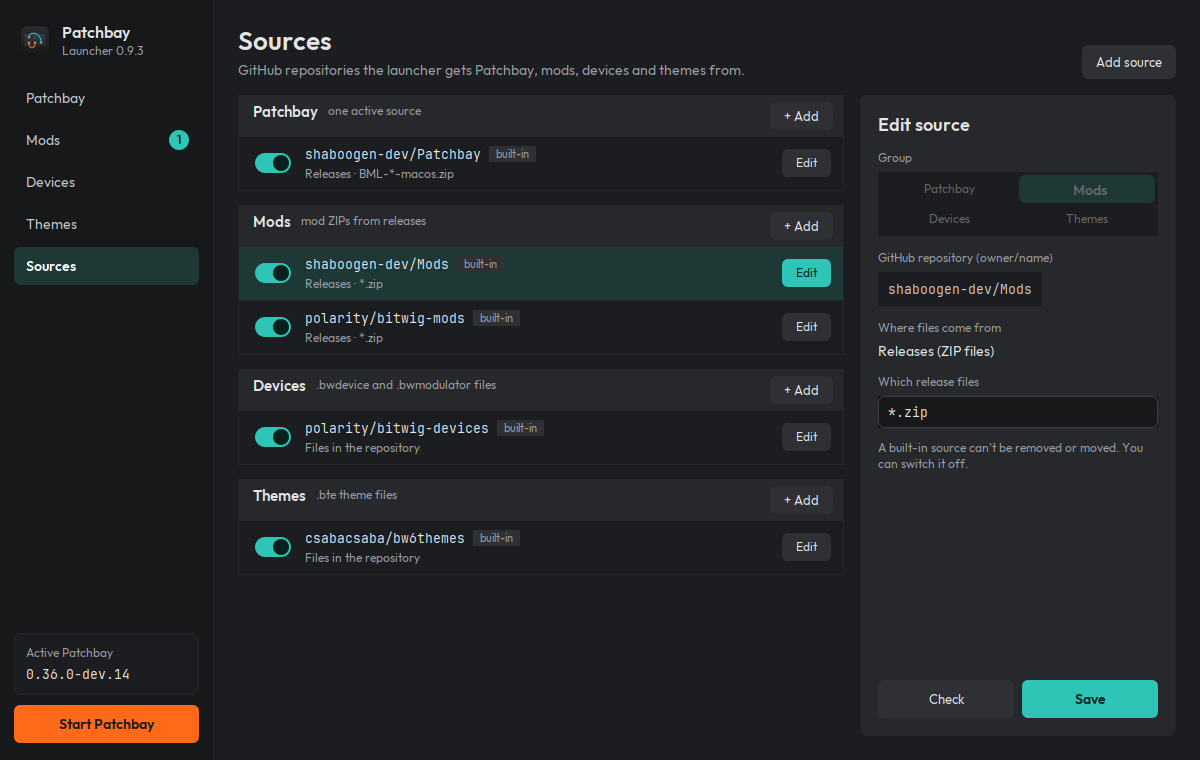 Patchbay
Launcher 0.9.3
Patchbay
Mods 1
Devices
Themes
Sources
Active Patchbay
0.36.0-dev.14
Start Patchbay
Sources
GitHub repositories the launcher gets Patchbay, mods, devices and themes from.
Add source
Patchbay one active source + Add
shaboogen-dev/Patchbay built-in Edit
Releases · BML-*-macos.zip
Mods mod ZIPs from releases + Add
shaboogen-dev/Mods built-in Edit
Releases · *.zip
polarity/bitwig-mods built-in Edit
Releases · *.zip
Devices .bwdevice and .bwmodulator files + Add
polarity/bitwig-devices built-in Edit
Files in the repository
Themes .bte theme files + Add
csabacsaba/bw6themes built-in Edit
Files in the repository
Edit source
Group
Patchbay Mods
Devices Themes
GitHub repository (owner/name)
shaboogen-dev/Mods
Where files come from
Releases (ZIP files)
Which release files
*.zip
A built-in source can't be removed or moved. You
can switch it off.
Check Save